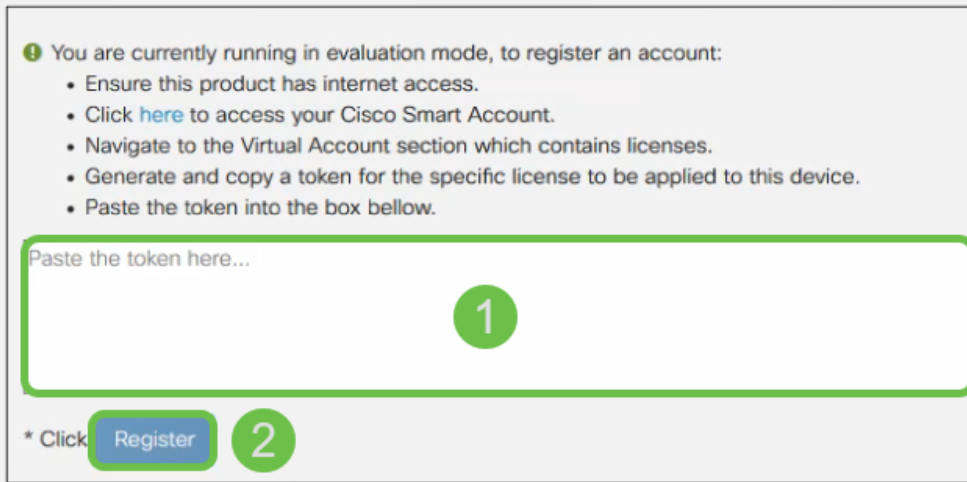 You are currently running in evaluation mode, to register an account:
• Ensure this product has internet access.
• Click here to access your Cisco Smart Account.
• Navigate to the Virtual Account section which contains licenses.
• Generate and copy a token for the specific license to be applied to this device.
• Paste the token into the box bellow.
Paste the token here...
1
* Click Register 2